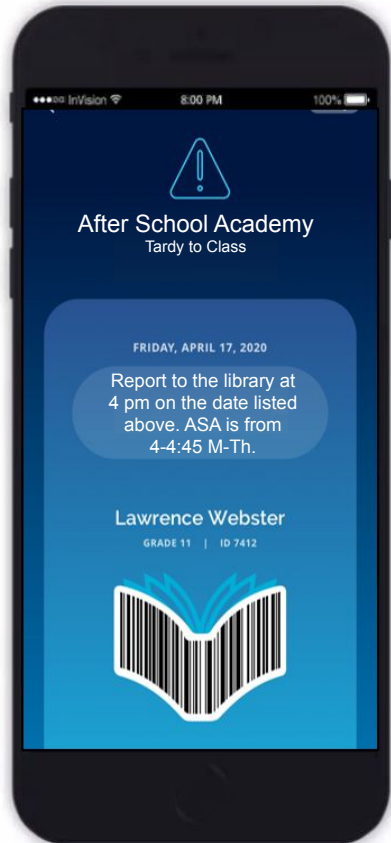 InVision 8:00 PM 100%
After School Academy
Tardy to Class
FRIDAY, APRIL 17, 2020
Report to the library at
4 pm on the date listed
above. ASA is from
4-4:45 M-Th.
Lawrence Webster
GRADE 11 | ID 7412